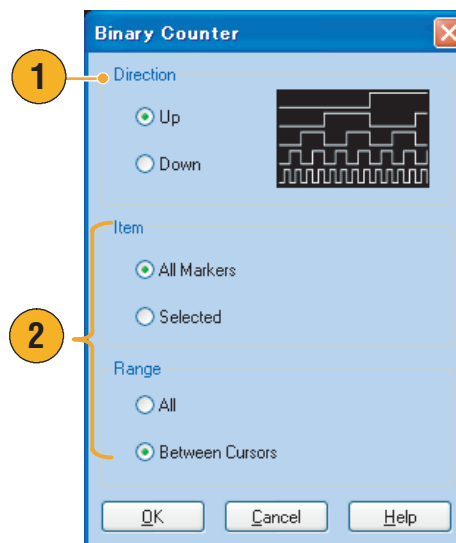 Binary Counter
1
Direction
Up
Down
2
Item
All Markers
Selected
Range
All
Between Cursors
OK
Cancel
Help